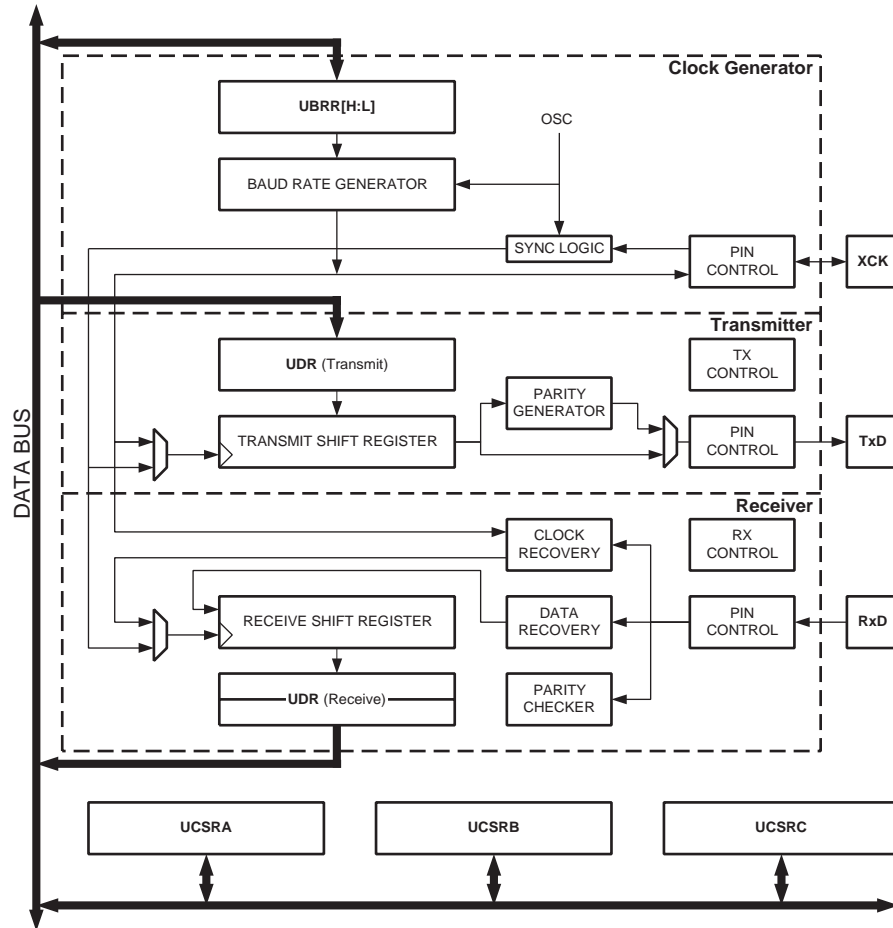 Clock Generator
UBRR[H:L]
OSC
BAUD RATE GENERATOR
SYNC LOGIC
PIN
CONTROL
XCK
Transmitter
UDR (Transmit)
TX
CONTROL
PARITY
GENERATOR
TRANSMIT SHIFT REGISTER
PIN
CONTROL
TxD
DATA BUS
Receiver
CLOCK
RECOVERY
RX
CONTROL
RECEIVE SHIFT REGISTER
DATA
RECOVERY
PIN
CONTROL
RxD
UDR (Receive)
PARITY
CHECKER
UCSRA
UCSRB
UCSRC